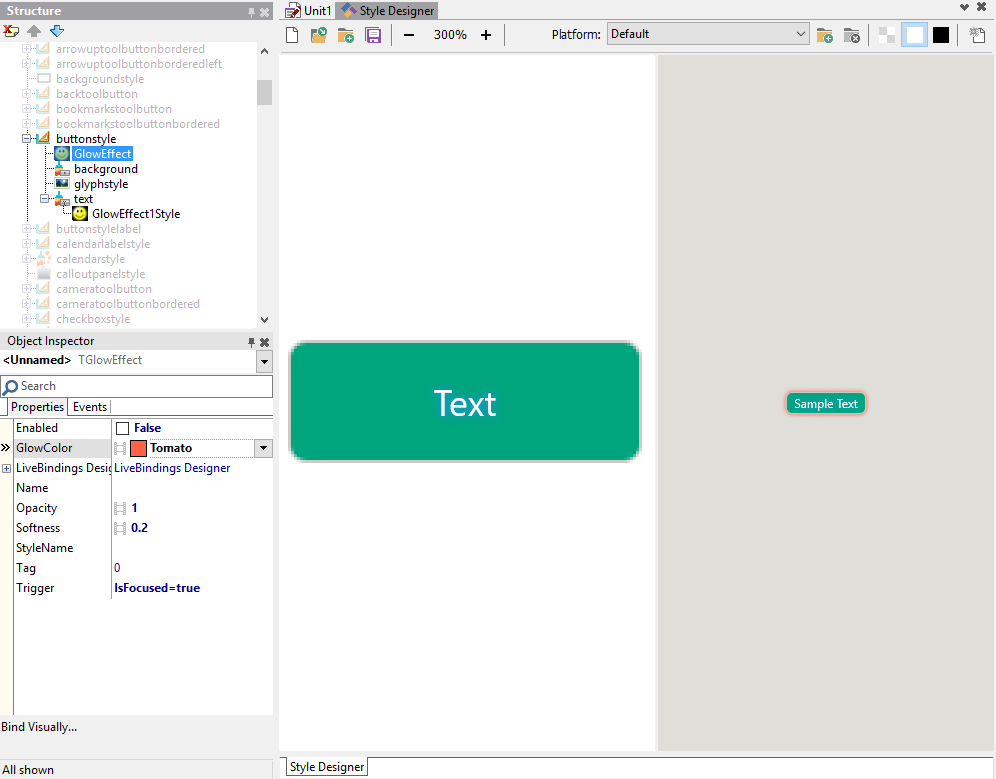 Structure
arrowuptoolbuttonbordered
arrowuptoolbuttonborderedleft
backgroundstyle
backtoolbutton
bookmarkstoolbutton
bookmarkstoolbuttonbordered
buttonstyle
GlowEffect
background
glyphstyle
text
GlowEffect1Style
buttonstylelabel
calendarlabelstyle
calendarstyle
calloutpanelstyle
cameratoolbutton
cameratoolbuttonbordered
checkboxstyle
Object Inspector
<Unnamed> TGlowEffect
Search
Properties Events
Enabled False
GlowColor Tomato
LiveBindings Desig LiveBindings Designer
Name
Opacity 1
Softness 0.2
StyleName
Tag 0
Trigger IsFocused=true
Bind Visually...
All shown
Unit1 Style Designer
300% Platform: Default
Text
Sample Text
Style Designer